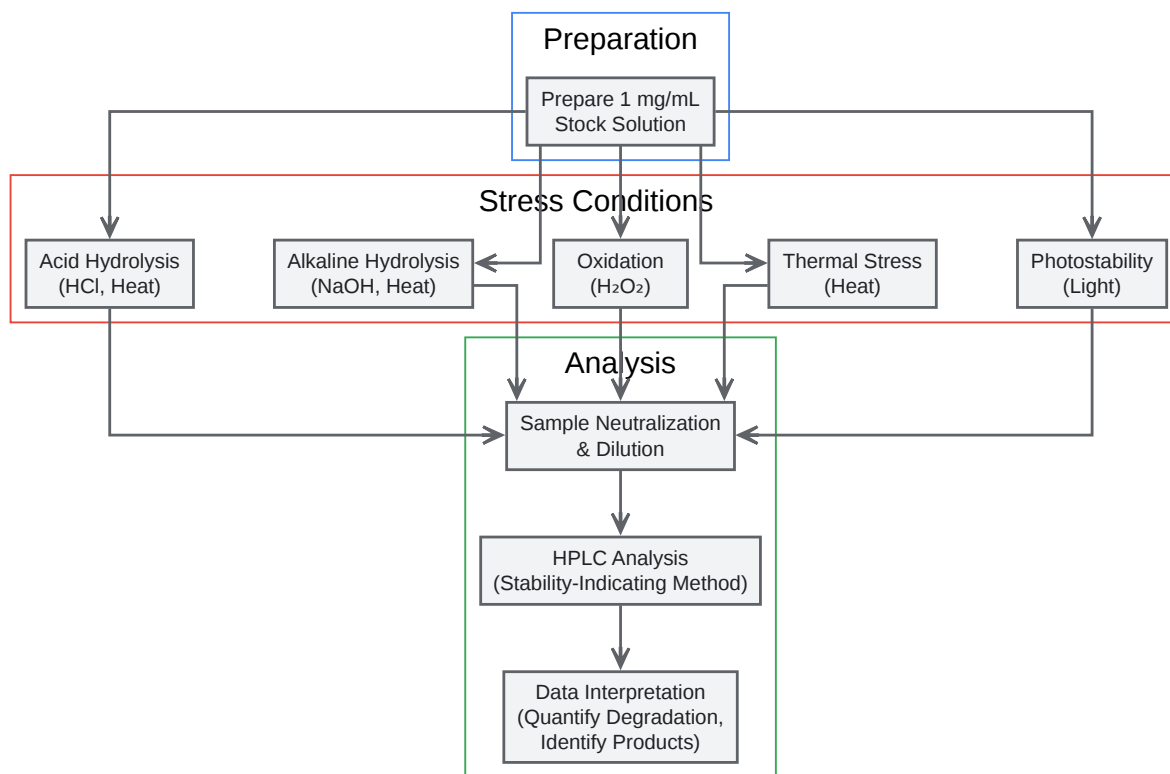 Preparation
Prepare 1 mg/mL
Stock Solution
Stress Conditions
Acid Hydrolysis
(HCl, Heat)
Alkaline Hydrolysis
(NaOH, Heat)
Oxidation
(H₂O₂)
Thermal Stress
(Heat)
Photostability
(Light)
Analysis
Sample Neutralization
& Dilution
HPLC Analysis
(Stability-Indicating Method)
Data Interpretation
(Quantify Degradation,
Identify Products)